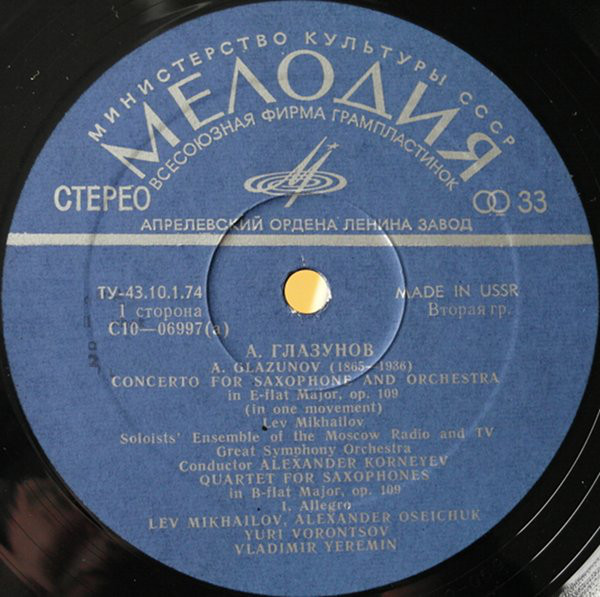 МИНИСТЕРСТВО КУЛЬТУРЫ СССР
МЕЛОДИЯ
ВСЕСОЮЗНАЯ ФИРМА ГРАМПЛАСТИНОК
СТЕРЕО 33
АПРЕЛЕВСКИЙ ОРДЕНА ЛЕНИНА ЗАВОД
ТУ-43.10.1.74 MADE IN USSR
1 сторона Вторая гр.
С10—06997(а)
А. ГЛАЗУНОВ
A. GLAZUNOV (1865—1936)
CONCERTO FOR SAXOPHONE AND ORCHESTRA
in E-flat Major, op. 109
(in one movement)
Lev Mikhailov
Soloists' Ensemble of the Moscow Radio and TV
Great Symphony Orchestra
Conductor ALEXANDER KORNEYEV
QUARTET FOR SAXOPHONES
in B-flat Major, op. 109
I. Allegro
LEV MIKHAILOV, ALEXANDER OSEICHUK
YURI VORONTSOV
VLADIMIR YEREMIN